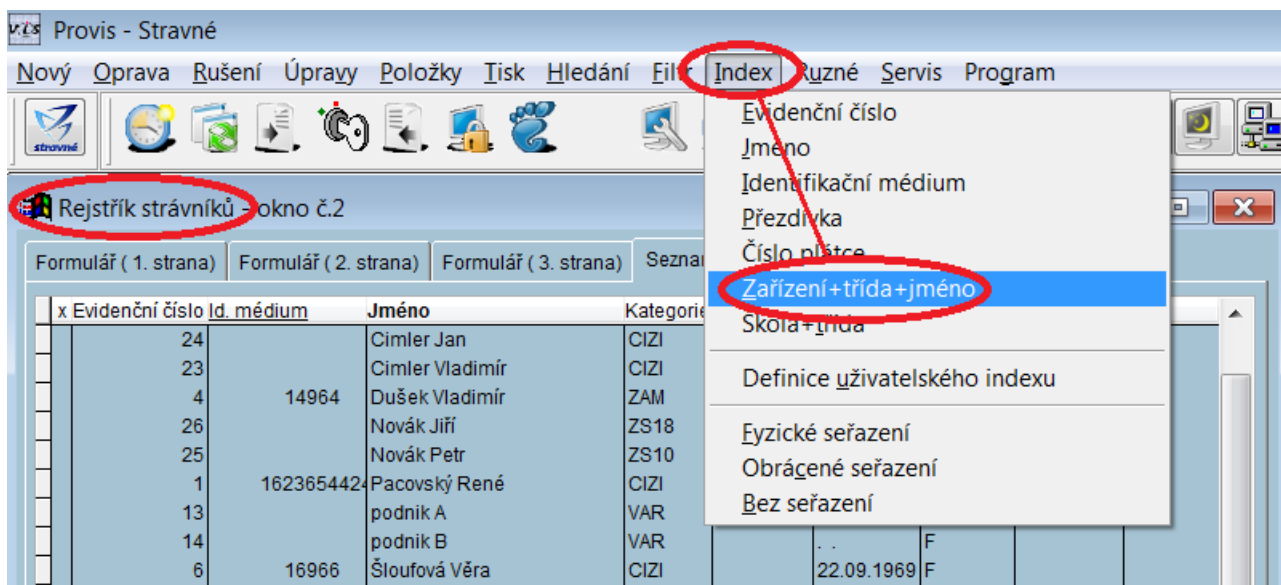 vis Provis - Stravné
Nový Oprava Rušení Úpravy Položky Tisk Hledání Filtr Index Ruzné Servis Program
stravné
Evidenční číslo
Jméno
Identifikační médium
Přezdívka
Číslo plátce
Zařízení+třída+jméno
Skola+třída
Definice uživatelského indexu
Fyzické seřazení
Obrácené seřazení
Bez seřazení
Rejstřík strávníků - okno č.2
Formulář ( 1. strana) Formulář ( 2. strana) Formulář ( 3. strana) Sezna
x Evidenční číslo Id. médium Jméno Kategorie
24 Cimler Jan CIZI
23 Cimler Vladimír CIZI
4 14964 Dušek Vladimír ZAM
26 Novák Jiří ZS18
25 Novák Petr ZS10
1 1623654424 Pacovský René CIZI
13 podnik A VAR
14 podnik B VAR . . F
6 16966 Šloufová Věra CIZI 22.09.1969 F